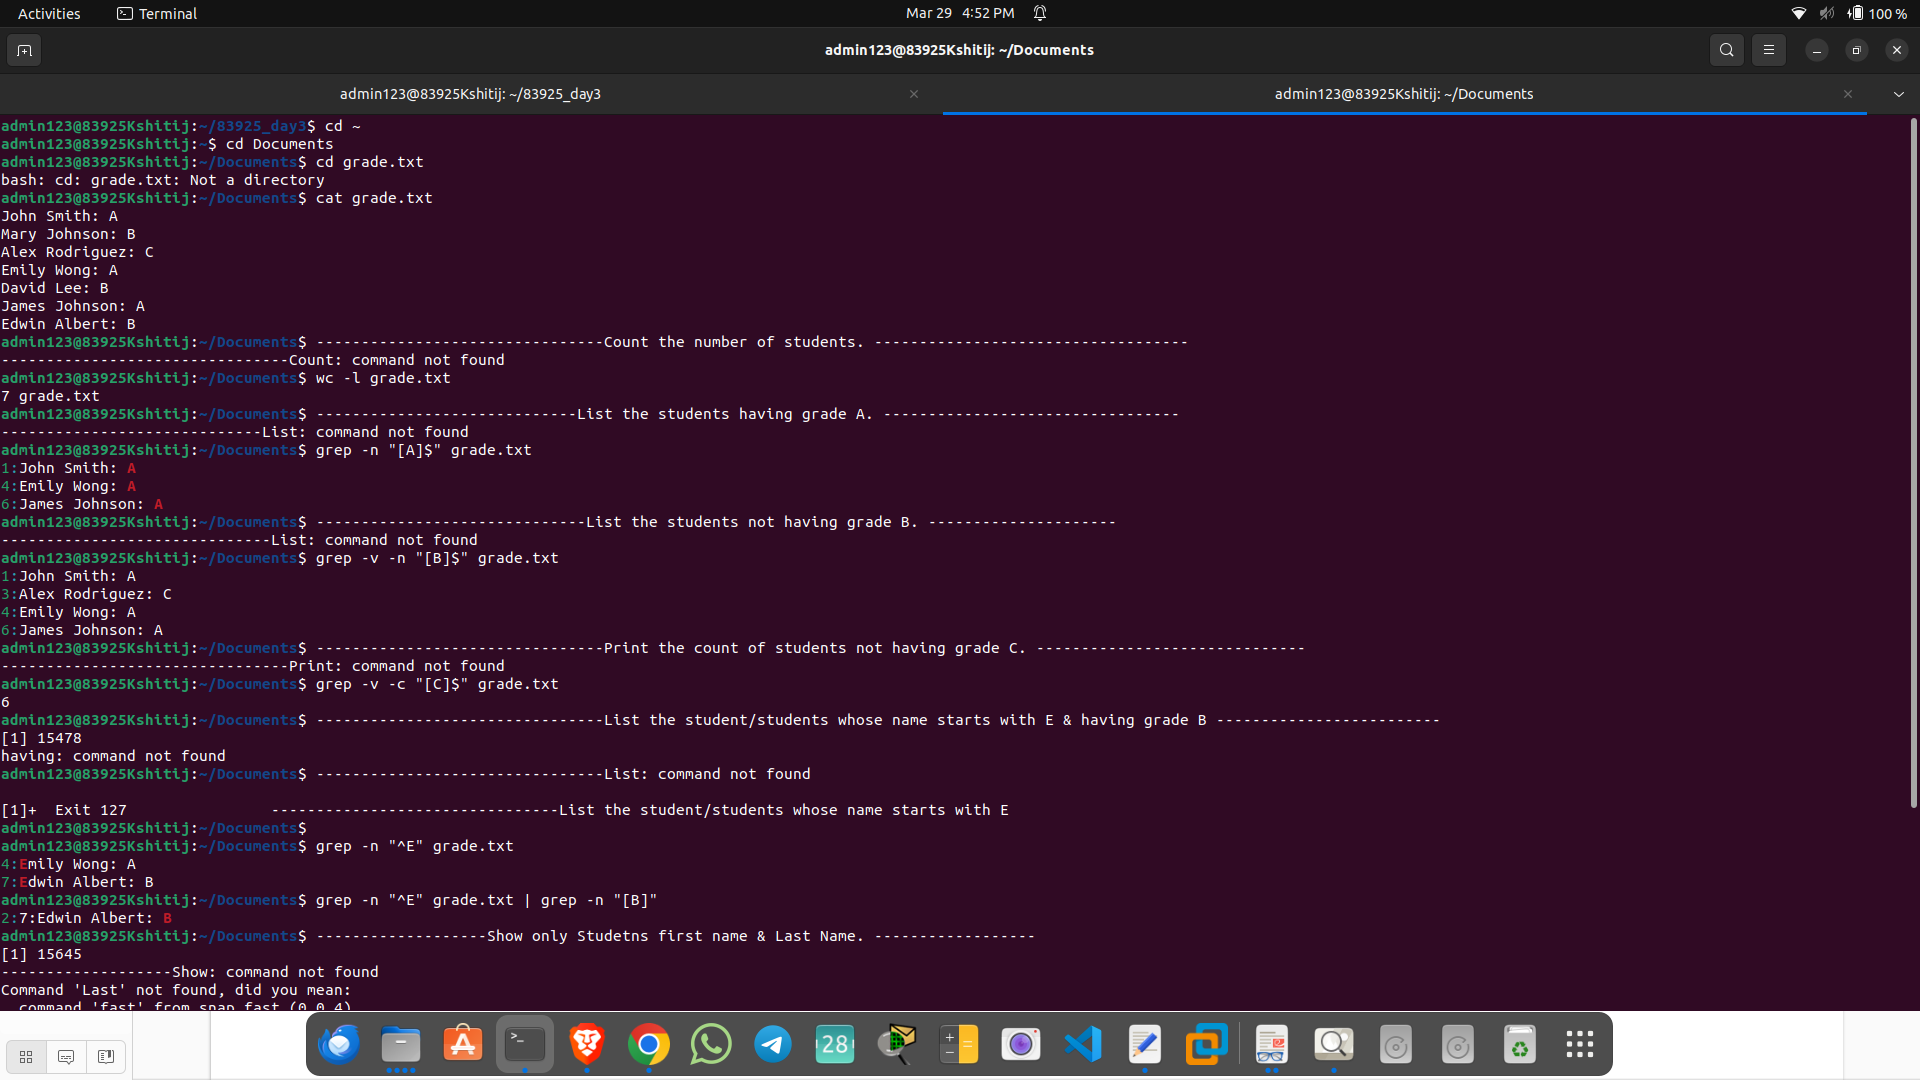 Activities
Terminal
Mar 29 4:52 PM
100 %
admin123@83925Kshitij: ~/Documents
admin123@83925Kshitij: ~/83925_day3
admin123@83925Kshitij: ~/Documents
admin123@83925Kshitij:~/83925_day3$ cd ~
admin123@83925Kshitij:~$ cd Documents
admin123@83925Kshitij:~/Documents$ cd grade.txt
bash: cd: grade.txt: Not a directory
admin123@83925Kshitij:~/Documents$ cat grade.txt
John Smith: A
Mary Johnson: B
Alex Rodriguez: C
Emily Wong: A
David Lee: B
James Johnson: A
Edwin Albert: B
admin123@83925Kshitij:~/Documents$ --------------------------------Count the number of students. -----------------------------------
--------------------------------Count: command not found
admin123@83925Kshitij:~/Documents$ wc -l grade.txt
7 grade.txt
admin123@83925Kshitij:~/Documents$ -----------------------------List the students having grade A. ---------------------------------
-----------------------------List: command not found
admin123@83925Kshitij:~/Documents$ grep -n "[A]$" grade.txt
1:John Smith: A
4:Emily Wong: A
6:James Johnson: A
admin123@83925Kshitij:~/Documents$ ------------------------------List the students not having grade B. ---------------------
------------------------------List: command not found
admin123@83925Kshitij:~/Documents$ grep -v -n "[B]$" grade.txt
1:John Smith: A
3:Alex Rodriguez: C
4:Emily Wong: A
6:James Johnson: A
admin123@83925Kshitij:~/Documents$ --------------------------------Print the count of students not having grade C. ------------------------------
--------------------------------Print: command not found
admin123@83925Kshitij:~/Documents$ grep -v -c "[C]$" grade.txt
6
admin123@83925Kshitij:~/Documents$ --------------------------------List the student/students whose name starts with E & having grade B -------------------------
[1] 15478
having: command not found
admin123@83925Kshitij:~/Documents$ --------------------------------List: command not found
[1]+  Exit 127                --------------------------------List the student/students whose name starts with E
admin123@83925Kshitij:~/Documents$
admin123@83925Kshitij:~/Documents$ grep -n "^E" grade.txt
4:Emily Wong: A
7:Edwin Albert: B
admin123@83925Kshitij:~/Documents$ grep -n "^E" grade.txt | grep -n "[B]"
2:7:Edwin Albert: B
admin123@83925Kshitij:~/Documents$ -------------------Show only Studetns first name & Last Name. ------------------
[1] 15645
-------------------Show: command not found
Command 'Last' not found, did you mean:
command 'fast' from snap fast (0.0.4)
28